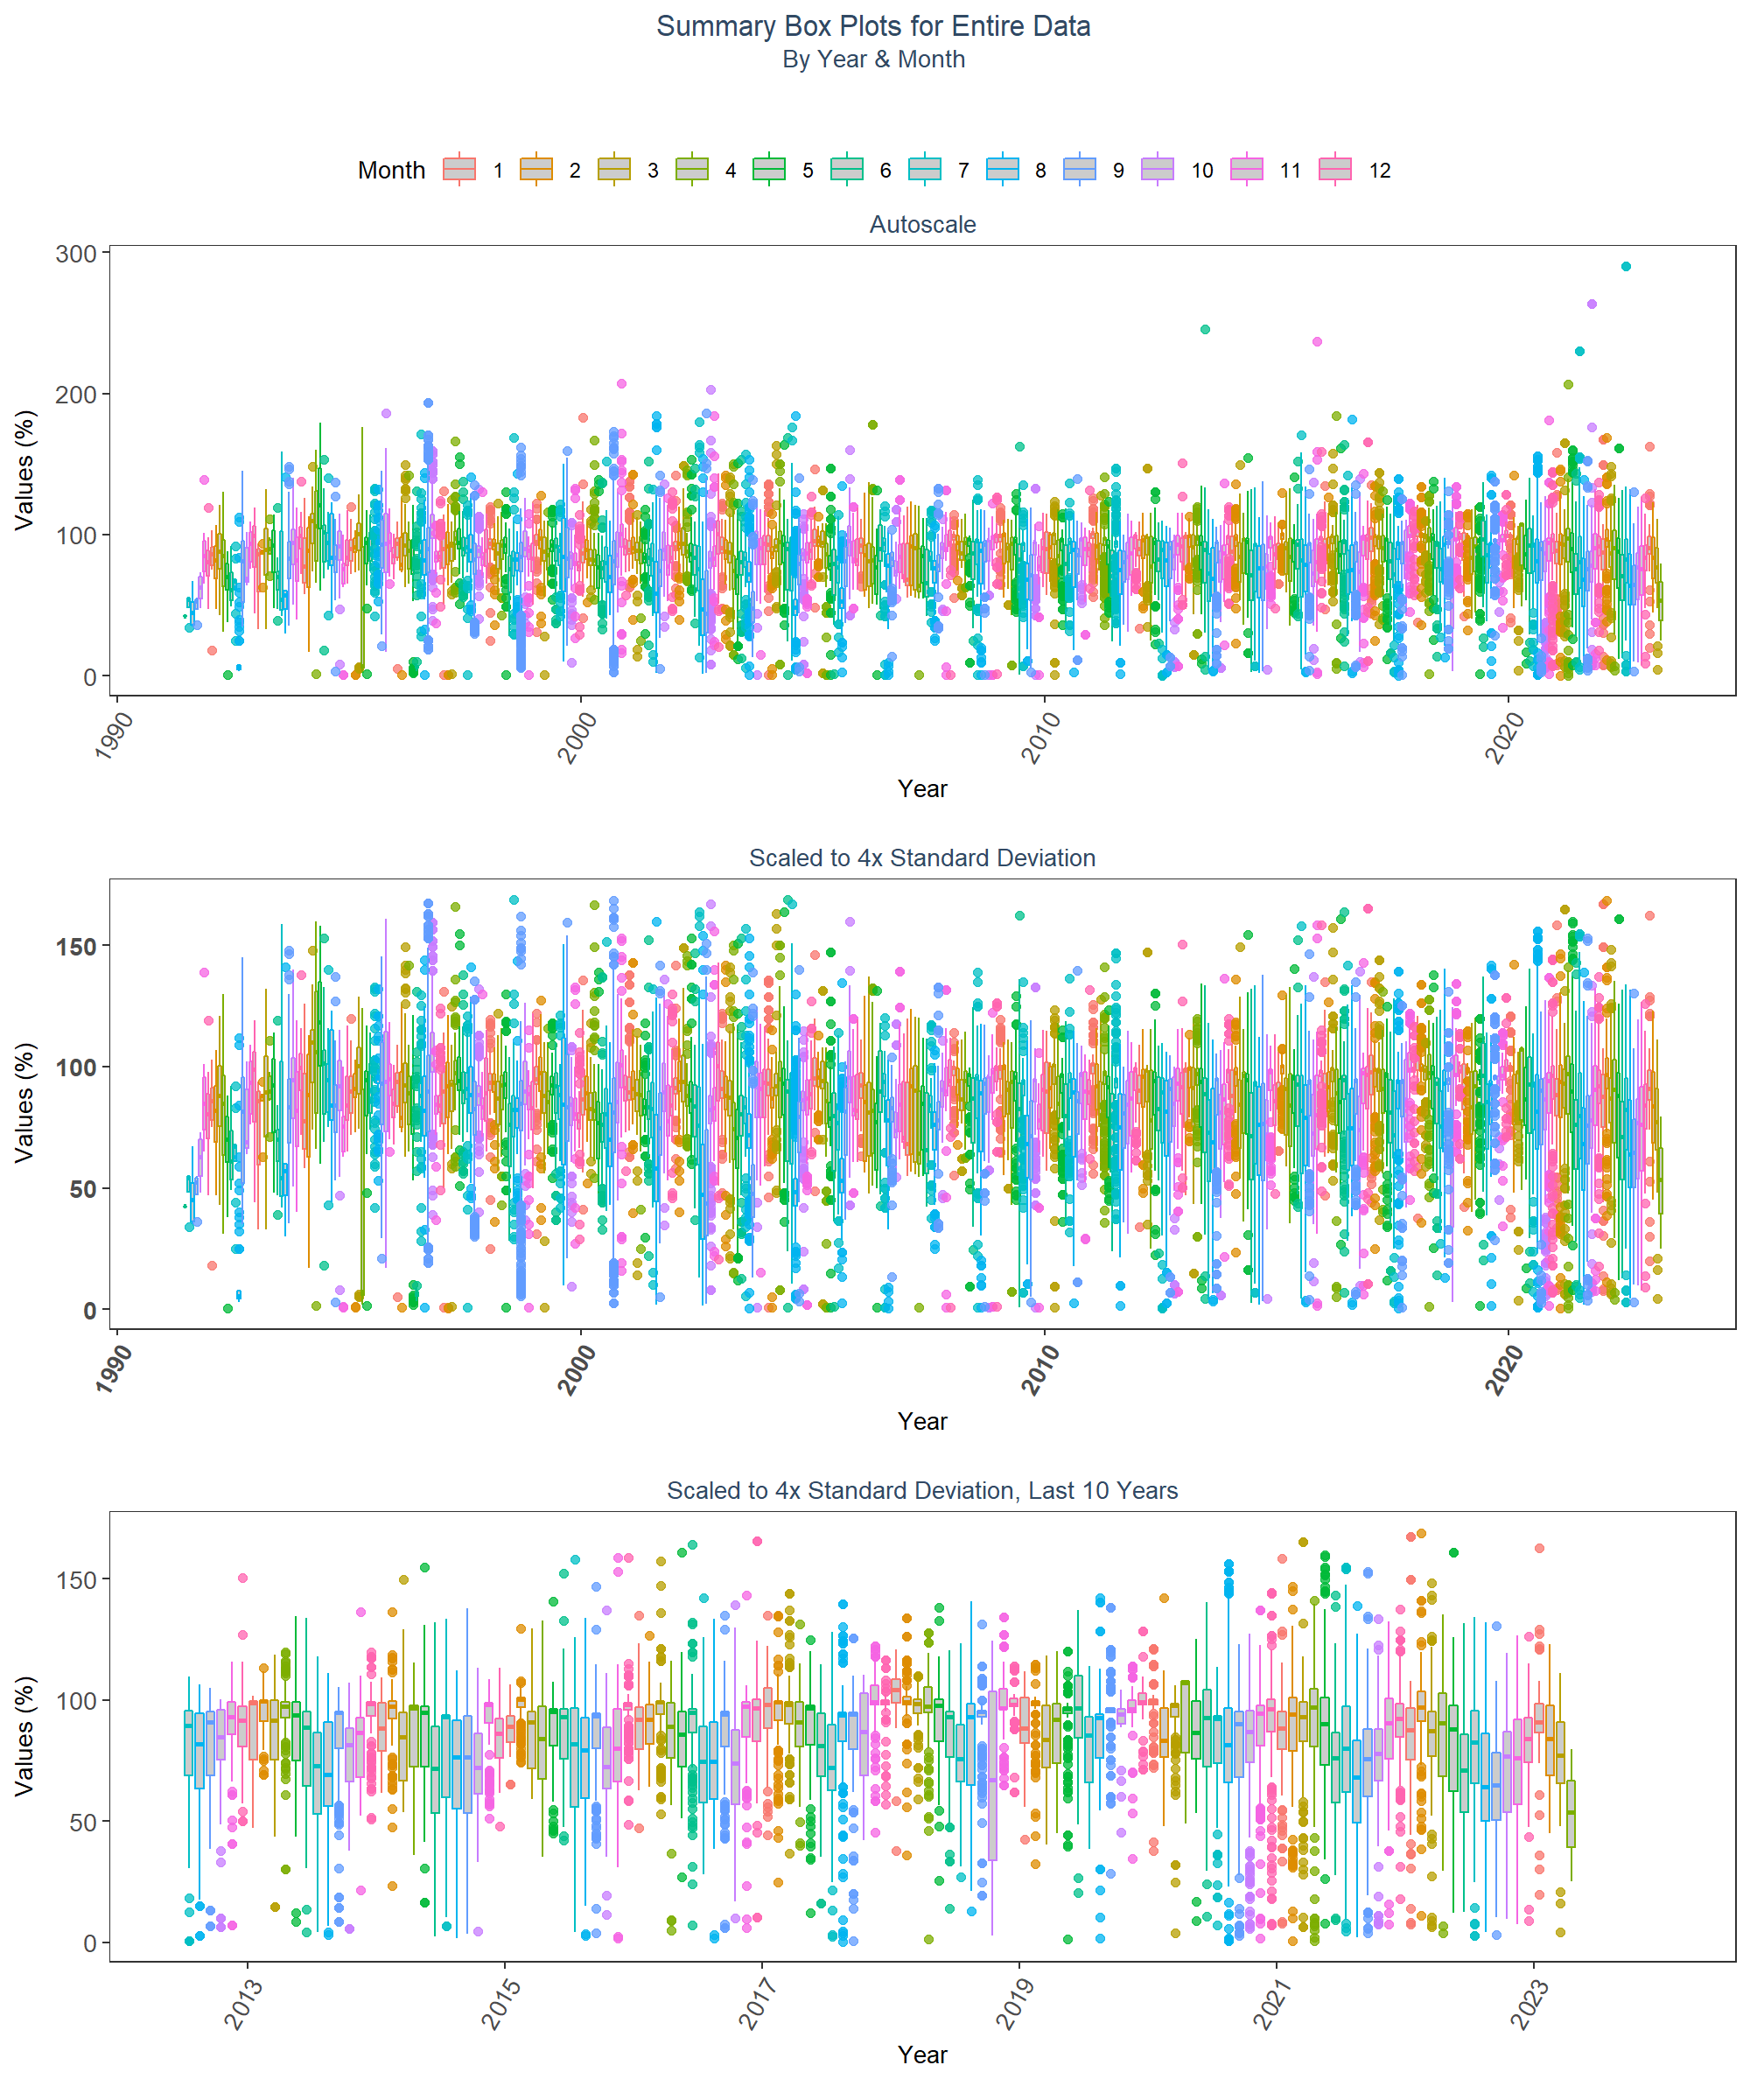 Summary Box Plots for Entire Data
By Year & Month
Month 1 2 3 4 5 6 7 8 9 10 11 12
Autoscale
Values (%)
300
200
100
0
1990 2000 2010 2020
Year
Scaled to 4x Standard Deviation
Values (%)
150
100
50
0
1990 2000 2010 2020
Year
Scaled to 4x Standard Deviation, Last 10 Years
Values (%)
150
100
50
0
2013 2015 2017 2019 2021 2023
Year